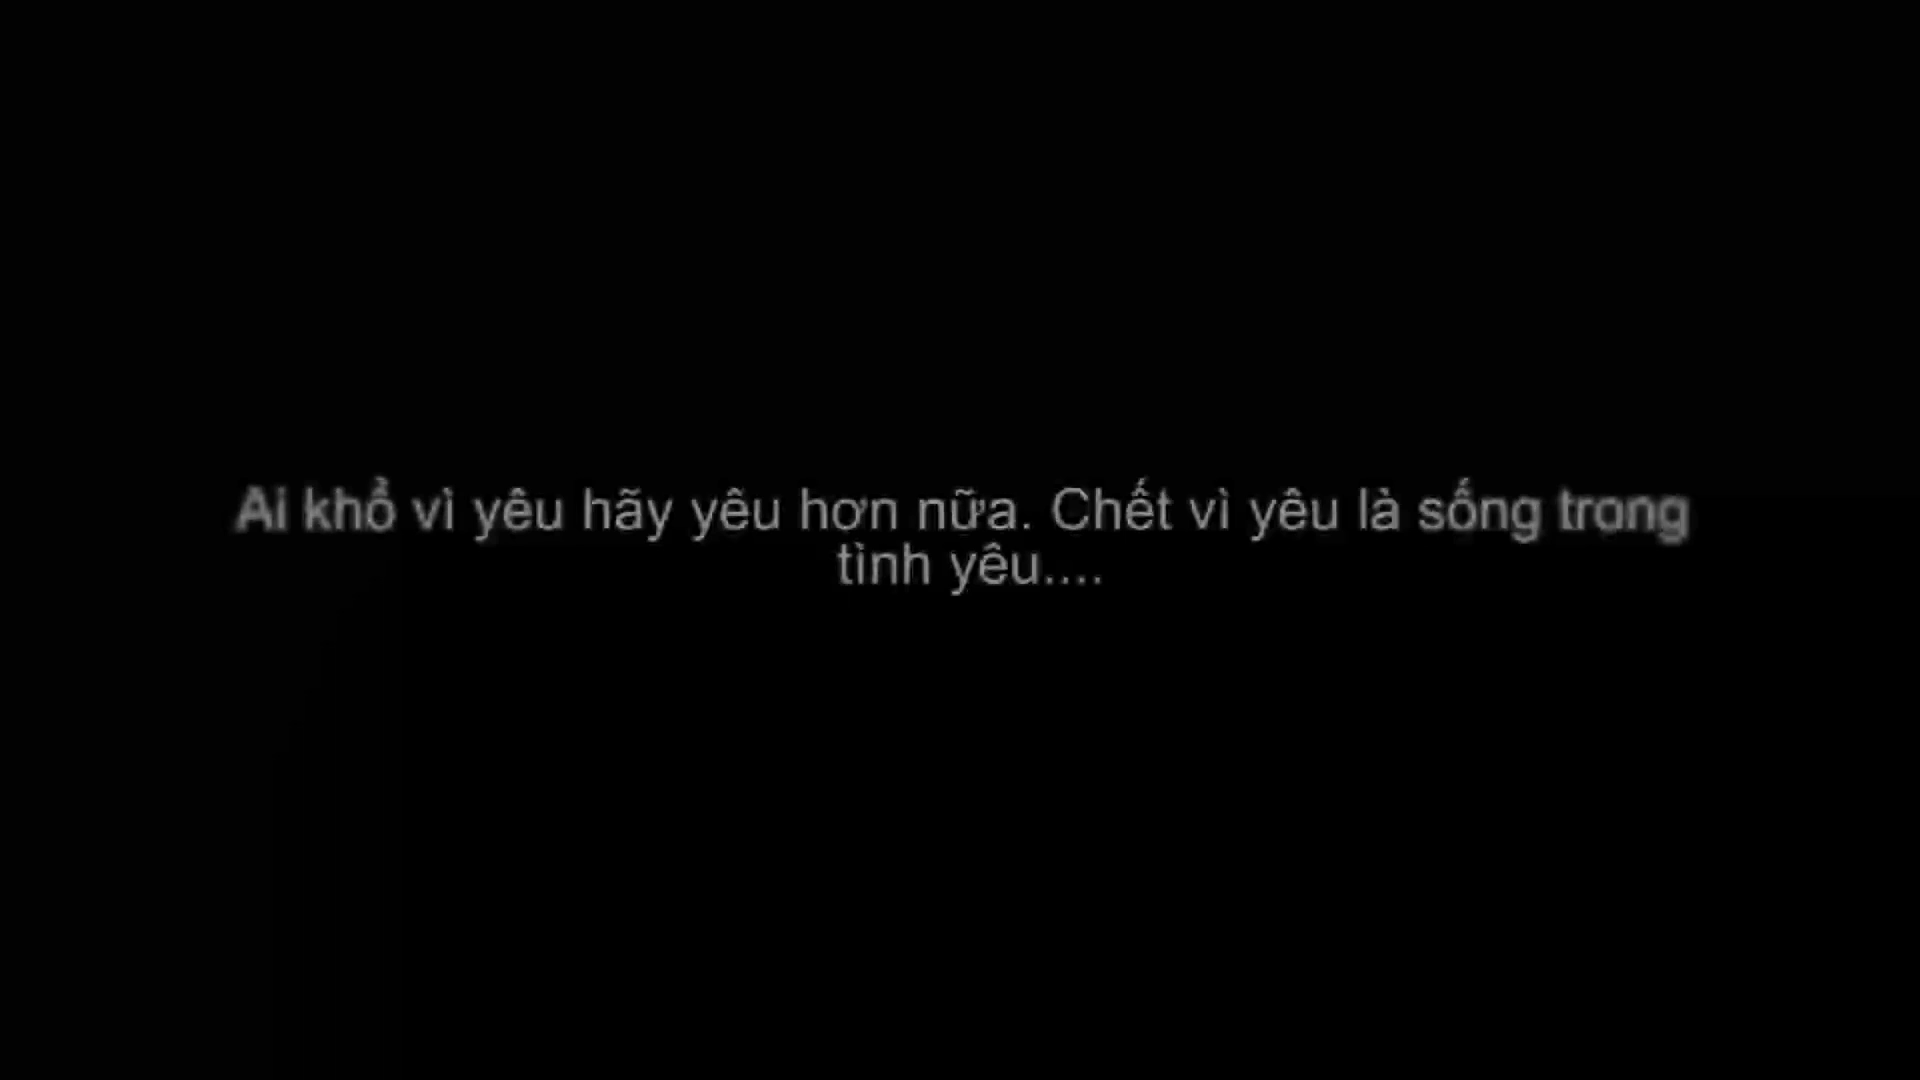 Ai khổ vì yêu hãy yêu hơn nữa. Chết vì yêu là sống trong
tình yêu....